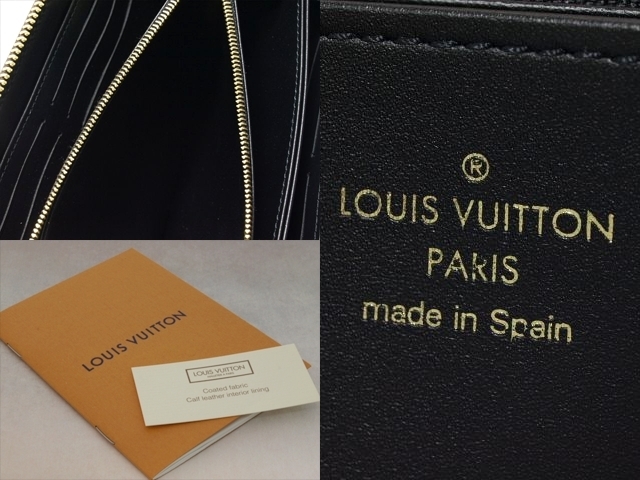 ®
LOUIS VUITTON
PARIS
made in Spain
LOUIS VUITTON
LOUIS VUITTON
Coated fabric
Calf leather interior lining